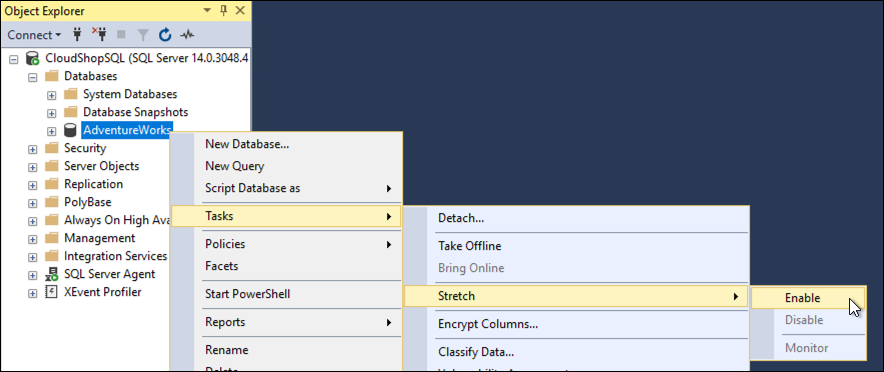 Object Explorer
Connect
CloudShopSQL (SQL Server 14.0.3048.4
Databases
System Databases
Database Snapshots
AdventureWorks
Security
Server Objects
Replication
PolyBase
Always On High Ava
Management
Integration Services
SQL Server Agent
XEvent Profiler
New Database...
New Query
Script Database as
Tasks
Policies
Facets
Start PowerShell
Reports
Rename
Delete
Detach...
Take Offline
Bring Online
Stretch
Encrypt Columns...
Classify Data...
Enable
Disable
Monitor